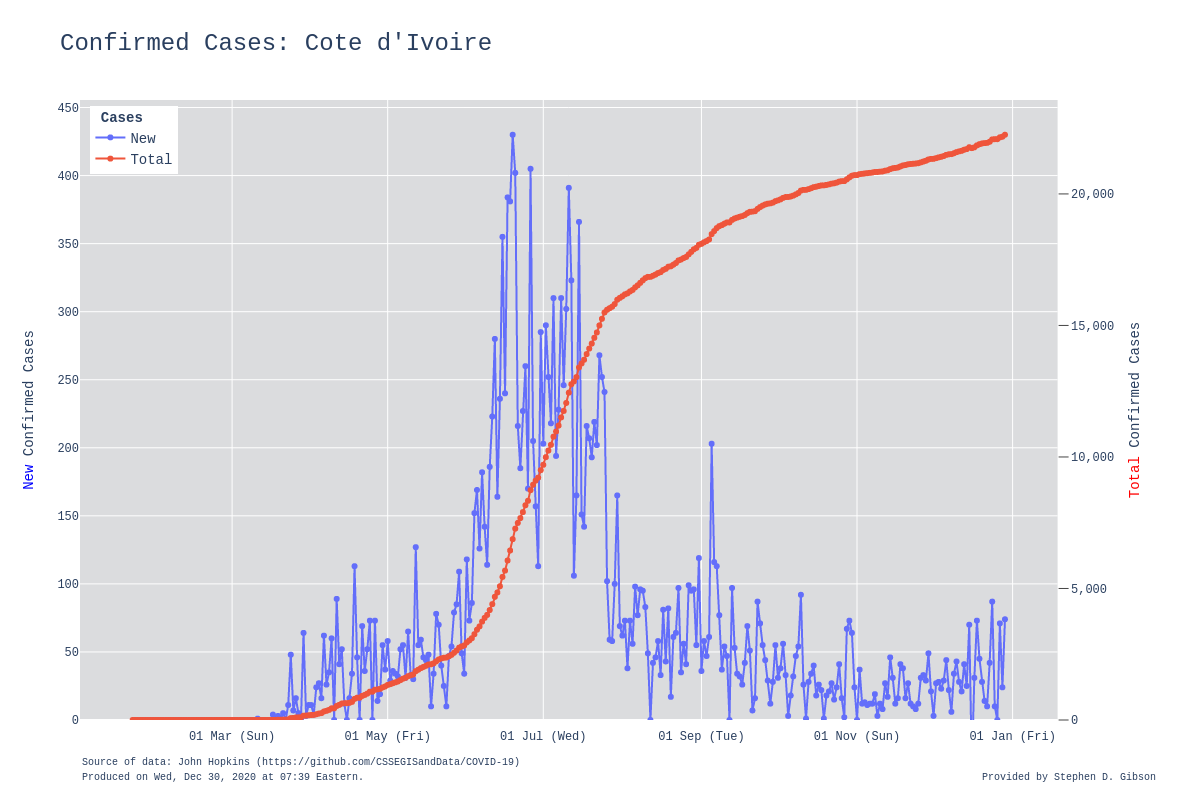 Confirmed Cases: Cote d'Ivoire
Cases
New
Total
450
400
350
300
250
200
150
100
50
0
20,000
15,000
10,000
5,000
0
New Confirmed Cases
Total Confirmed Cases
01 Mar (Sun) 01 May (Fri) 01 Jul (Wed) 01 Sep (Tue) 01 Nov (Sun) 01 Jan (Fri)
Source of data: John Hopkins (https://github.com/CSSEGISandData/COVID-19)
Produced on Wed, Dec 30, 2020 at 07:39 Eastern.
Provided by Stephen D. Gibson